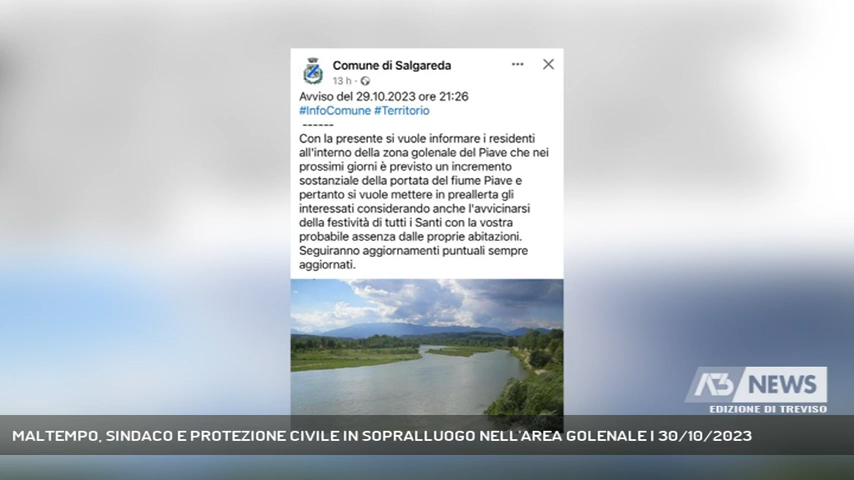 Comune di Salgareda
13 h ·
Avviso del 29.10.2023 ore 21:26
#InfoComune #Territorio
------
Con la presente si vuole informare i residenti
all'interno della zona golenale del Piave che nei
prossimi giorni è previsto un incremento
sostanziale della portata del fiume Piave e
pertanto si vuole mettere in preallerta gli
interessati considerando anche l'avvicinarsi
della festività di tutti i Santi con la vostra
probabile assenza dalle proprie abitazioni.
Seguiranno aggiornamenti puntuali sempre
aggiornati.
A3 NEWS
EDIZIONE DI TREVISO
MALTEMPO, SINDACO E PROTEZIONE CIVILE IN SOPRALLUOGO NELL'AREA GOLENALE | 30/10/2023